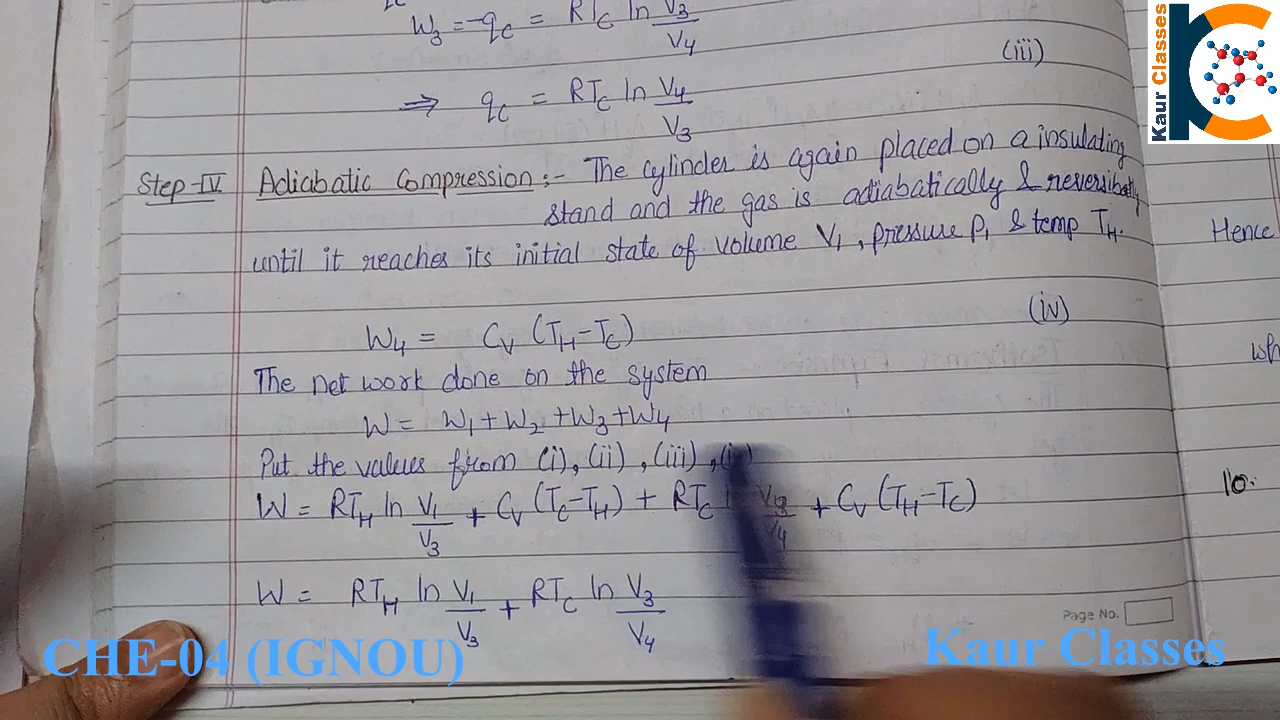 W3 = -qC = RTC ln V3/V4
(iii)
⇒ qC = RTC ln V4/V3
Step-IV Adiabatic Compression:- The cylinder is again placed on a insulating
stand and the gas is adiabatically & reversibally
until it reaches its initial state of volume V1, pressure P1 & temp TH.
W4 = CV (TH-TC) (iv)
The net work done on the system
W = W1+W2+W3+W4
Put the values from (i), (ii), (iii),
W = RTH ln V1/V3 + CV (TC-TH) + RTC V3/V4 + CV (TH-TC)
W = RTH ln V1/V3 + RTC ln V3/V4
Page No.
Hence
wh
10.
CHE-04 (IGNOU)
Kaur Classes
Kaur Classes